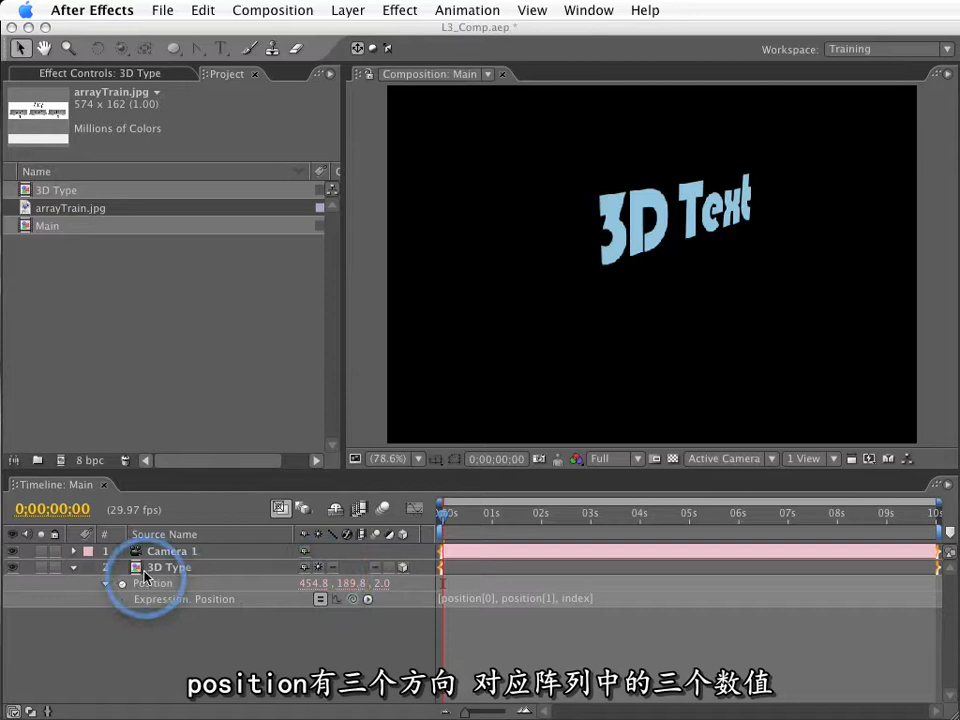 After Effects File Edit Composition Layer Effect Animation View Window Help
L3_Comp.aep *
Workspace: Training
Effect Controls: 3D Type Project Composition: Main
arrayTrain.jpg
574 x 162 (1.00)
Millions of Colors
Name
3D Type
arrayTrain.jpg
Main
3D Text
8 bpc (78.6%) 0;00;00;00 Full Active Camera 1 View
Timeline: Main
0;00;00;00 (29.97 fps)
00s 01s 02s 03s 04s 05s 06s 07s 08s 09s 10s
# Source Name
1 Camera 1
2 3D Type
Position 454.8, 189.8, 2.0
Expression: Position [position[0], position[1], index]
position有三个方向 对应阵列中的三个数值